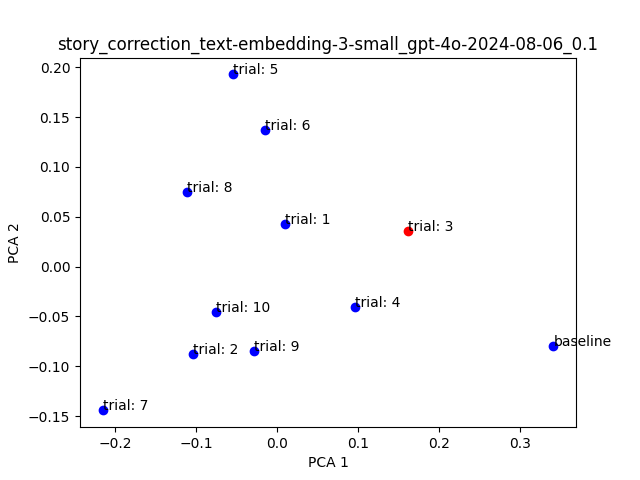 story_correction_text-embedding-3-small_gpt-4o-2024-08-06_0.1
0.20
trial: 5
0.15
trial: 6
0.10
trial: 8
0.05
trial: 1
trial: 3
PCA 2
0.00
trial: 10
trial: 4
−0.05
trial: 2
trial: 9
baseline
−0.10
trial: 7
−0.15
−0.2
−0.1
0.0
0.1
0.2
0.3
PCA 1